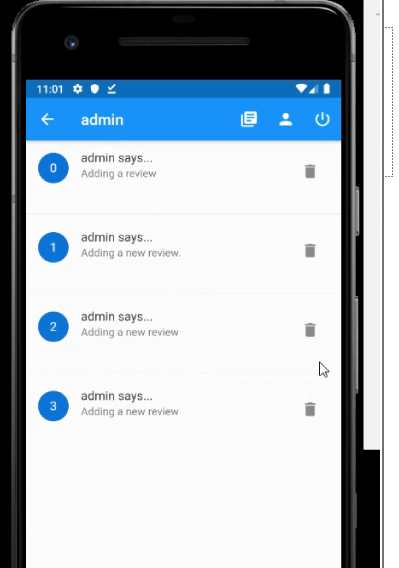 11:01
admin
0
admin says...
Adding a review
1
admin says...
Adding a new review.
2
admin says...
Adding a new review
3
admin says...
Adding a new review